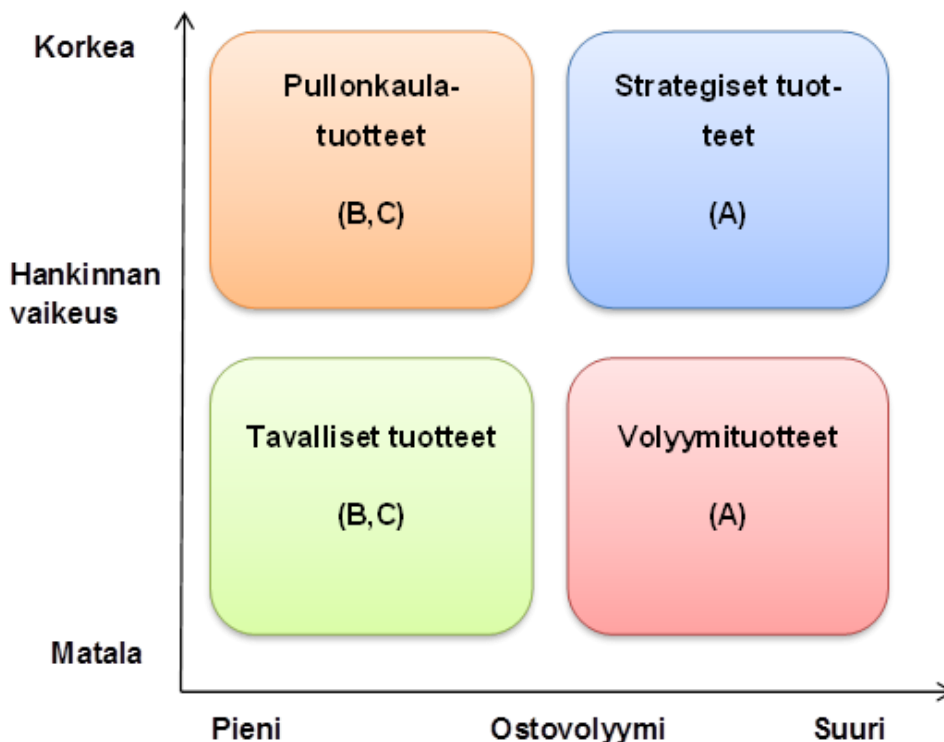 Korkea
Pullonkaula-
tuotteet
(B,C)
Strategiset tuot-
teet
(A)
Hankinnan
vaikeus
Tavalliset tuotteet
(B,C)
Volyymituotteet
(A)
Matala
Pieni
Ostovolyymi
Suuri